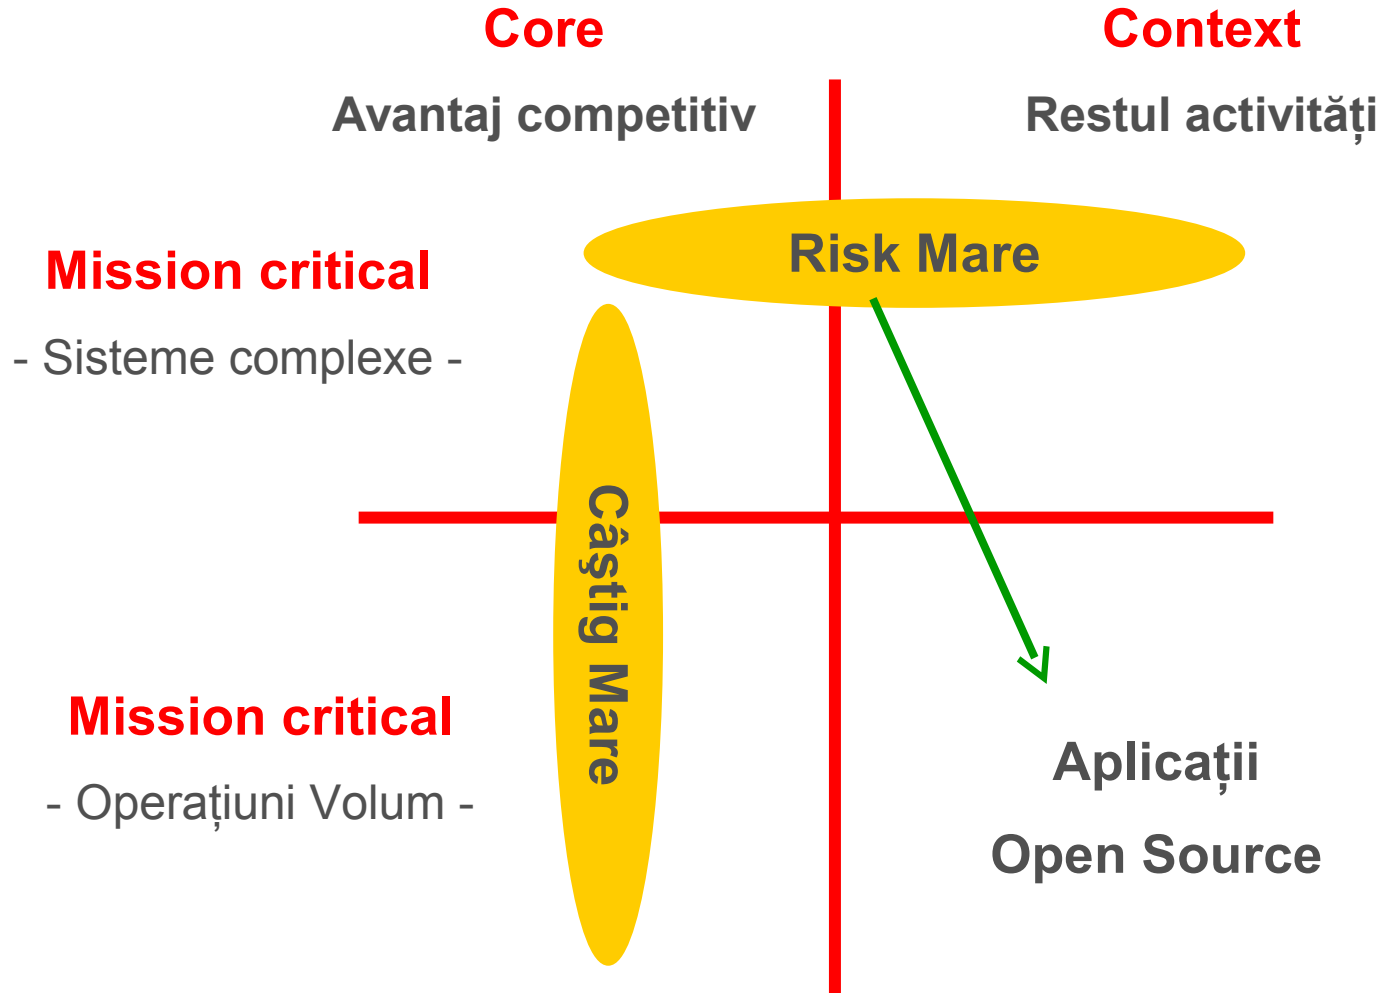 Core
Context
Avantaj competitiv
Restul activități
Risk Mare
Mission critical
- Sisteme complexe -
Câştig Mare
Mission critical
- Operațiuni Volum -
Aplicații
Open Source